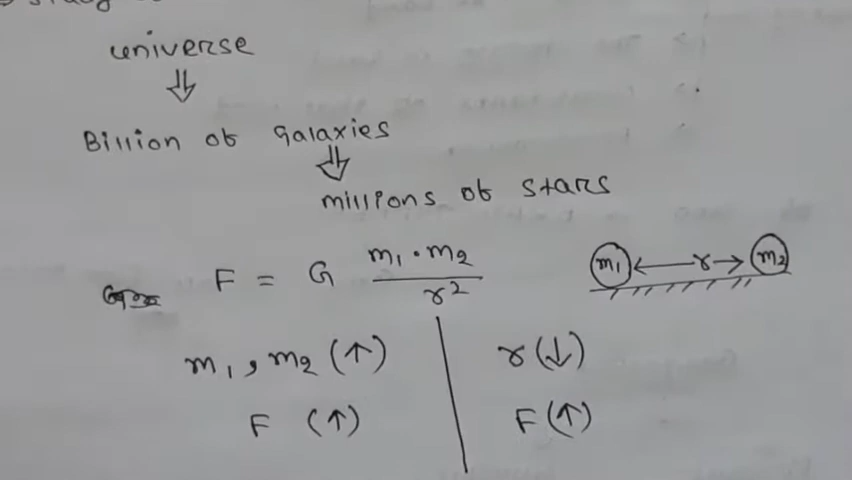 universe
⇓
Billion of Galaxies
⇓
millions of stars
F = G m₁ · m₂ / r²
m₁ ← r → m₂
m₁, m₂ (↑) | r (↓)
F (↑) | F (↑)